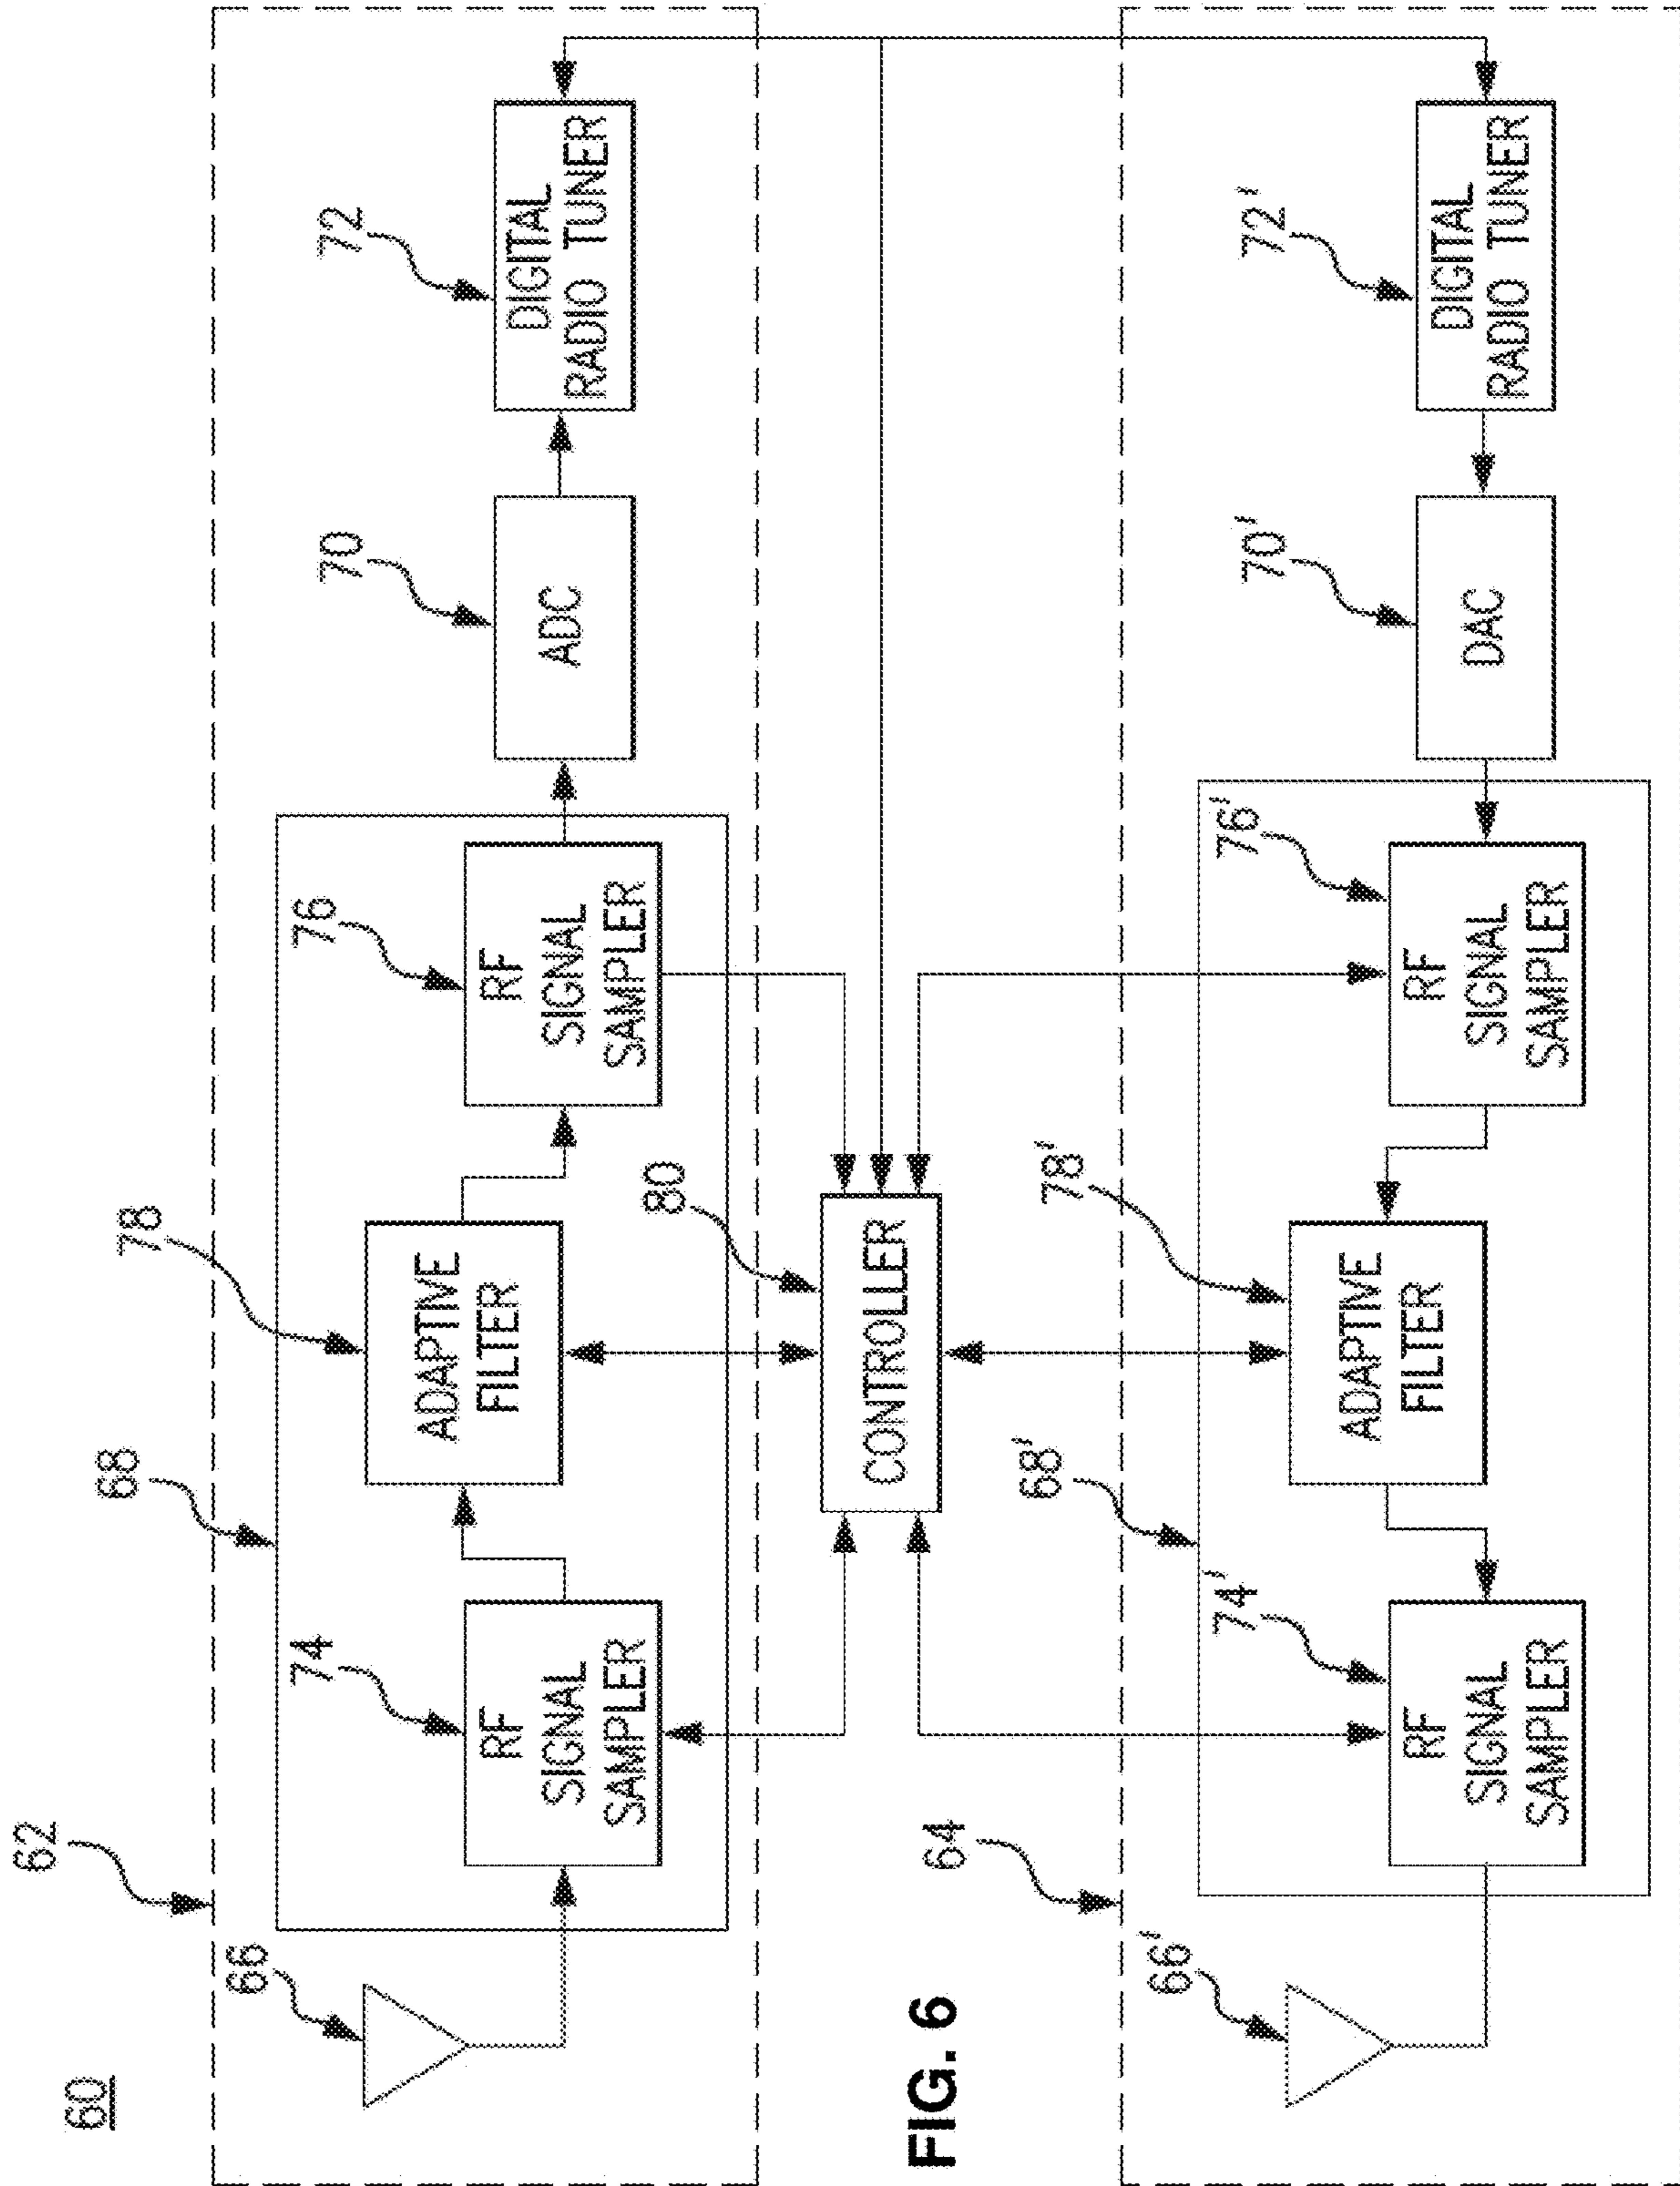 60
62
66
68
74
RF
SIGNAL
SAMPLER
78
ADAPTIVE
FILTER
76
RF
SIGNAL
SAMPLER
70
ADC
72
DIGITAL
RADIO TUNER
80
CONTROLLER
64
66'
68'
74'
RF
SIGNAL
SAMPLER
78'
ADAPTIVE
FILTER
76'
RF
SIGNAL
SAMPLER
70'
DAC
72'
DIGITAL
RADIO TUNER
FIG. 6